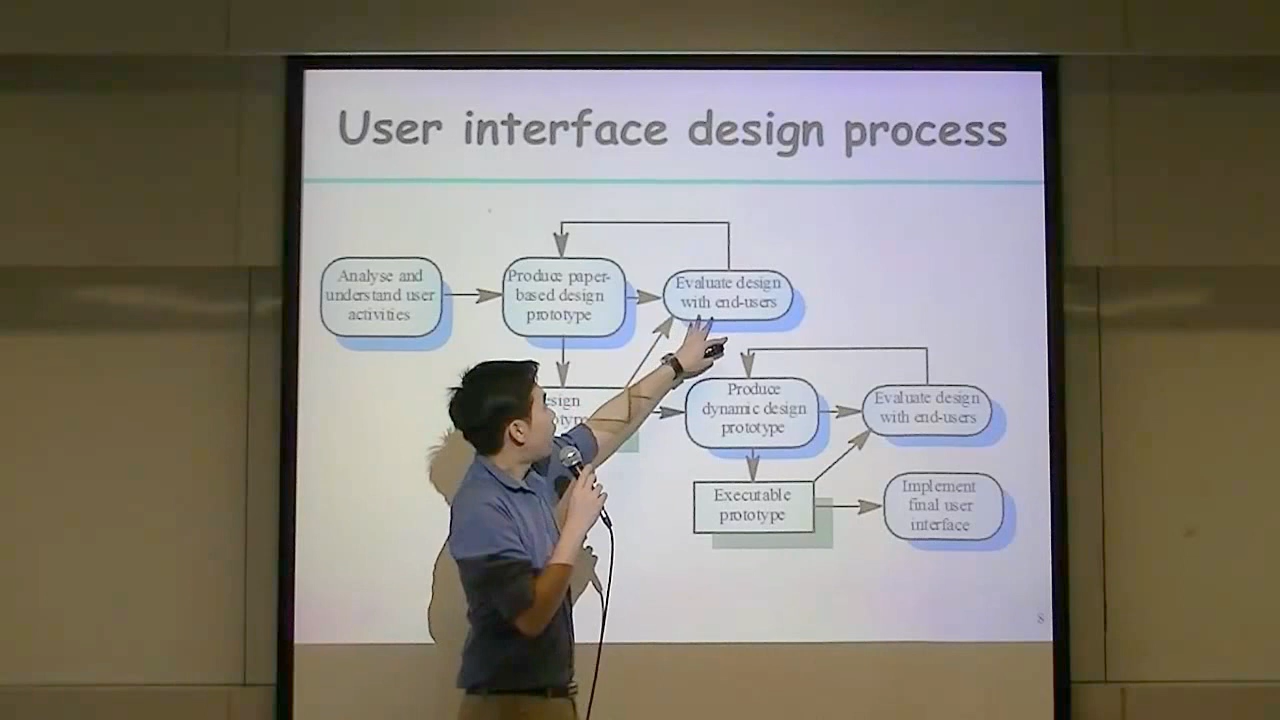 User interface design process
Analyse and
understand user
activities
Produce paper-
based design
prototype
Evaluate design
with end-users
Produce
dynamic design
prototype
Evaluate design
with end-users
Executable
prototype
Implement
final user
interface
8